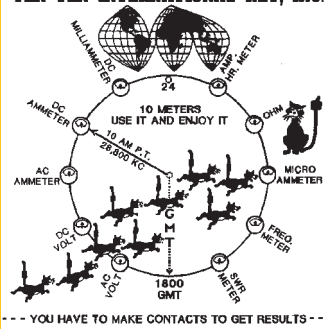 DC
MILLIAMMETER
AMP.
HR. METER
24
DC
AMMETER
10 METERS
USE IT AND ENJOY IT
OHM
10 AM P.T.
28,800 KC
AC
AMMETER
MICRO
AMMETER
GMT
DC
VOLT
FREQ.
METER
AC
VOLT
1800
GMT
SWR
METER
- - - YOU HAVE TO MAKE CONTACTS TO GET RESULTS - - -